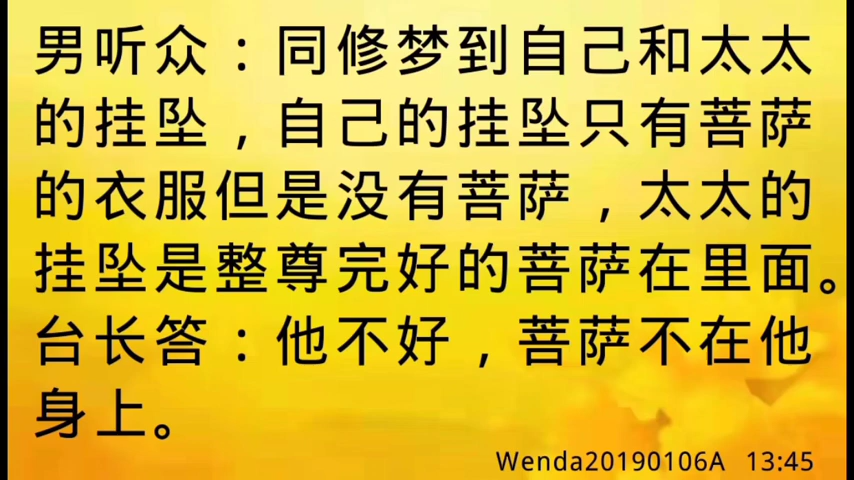 男听众：同修梦到自己和太太
的挂坠，自己的挂坠只有菩萨
的衣服但是没有菩萨，太太的
挂坠是整尊完好的菩萨在里面。
台长答：他不好，菩萨不在他
身上。
Wenda20190106A 13:45